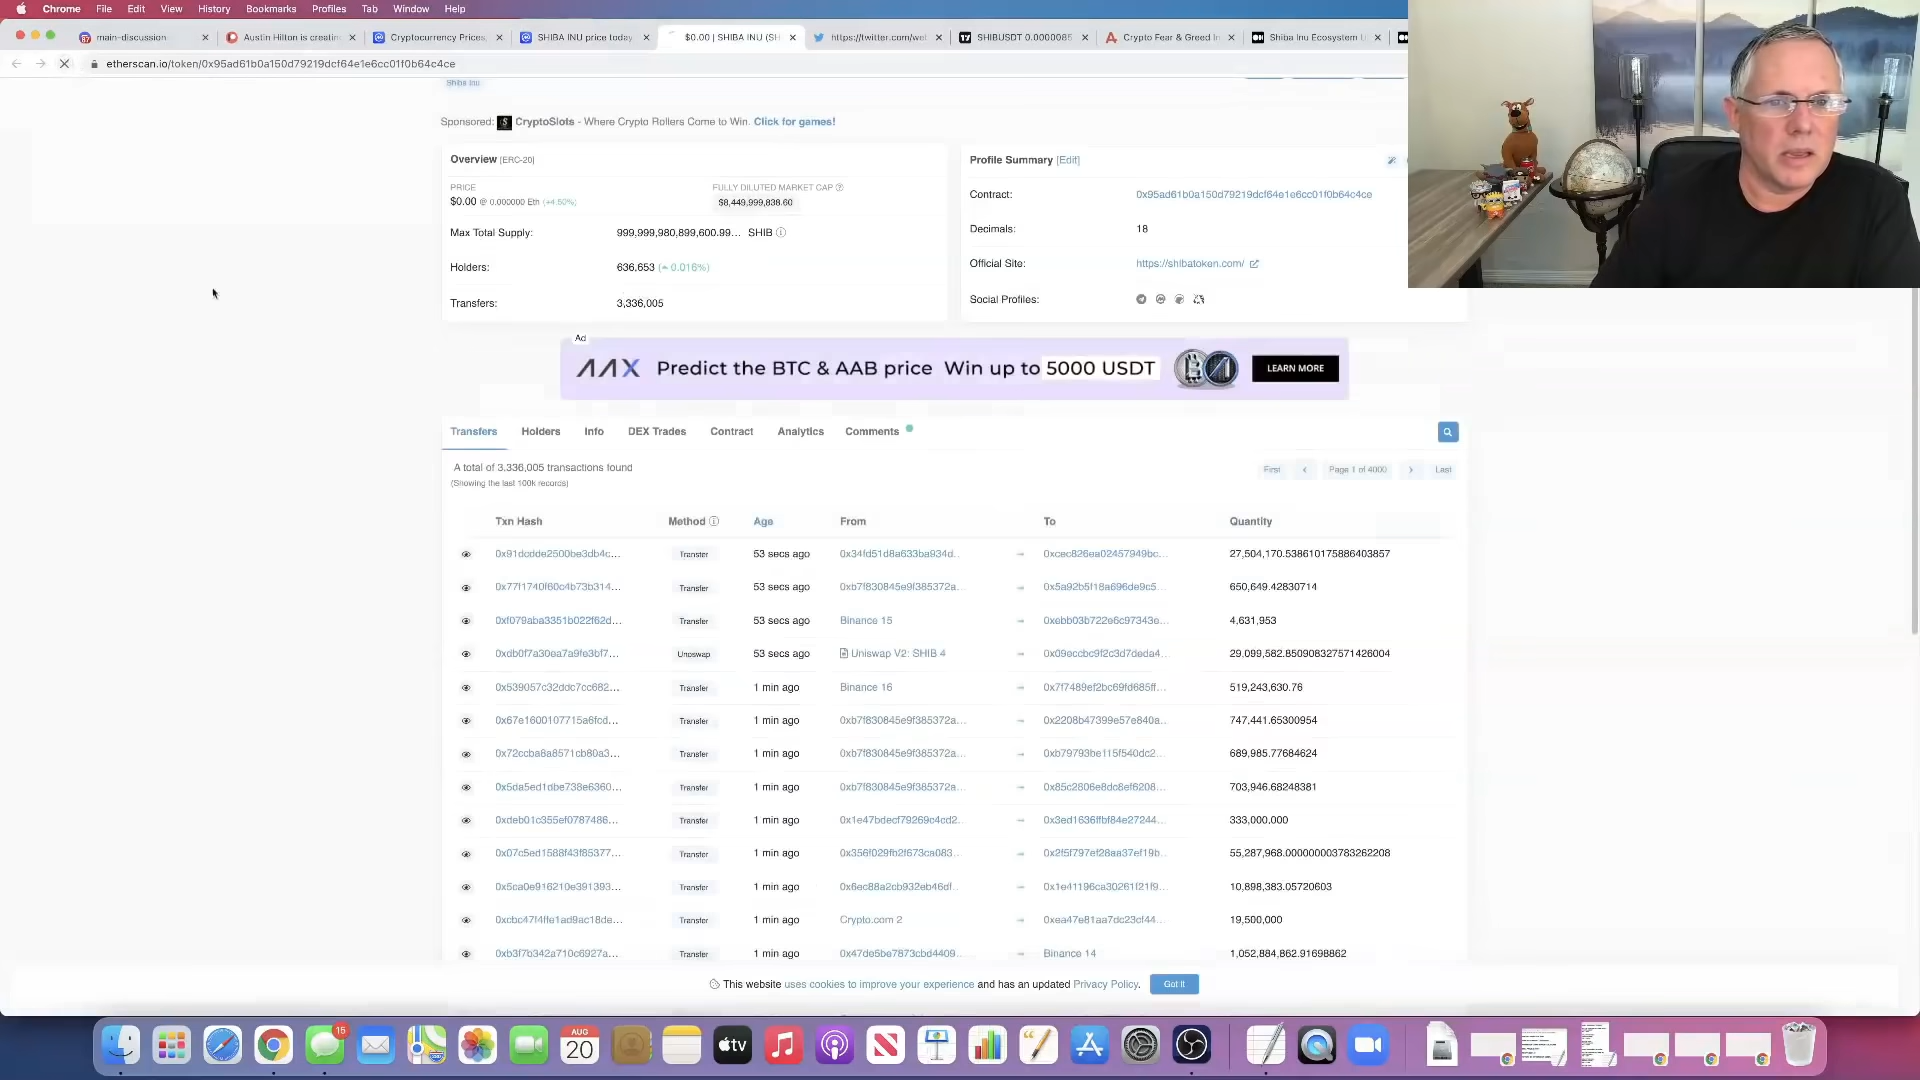 Chrome File Edit View History Bookmarks Profiles Tab Window Help
main-discussion Austin Hilton is creatin Cryptocurrency Prices, SHIBA INU price today $0.00 | SHIBA INU (SH https://twitter.com/wel SHIBUSDT 0.0000085 Crypto Fear & Greed In Shiba Inu Ecosystem U
etherscan.io/token/0x95ad61b0a150d79219dcf64e1e6cc01f0b64c4ce
Shiba Inu
Sponsored: CryptoSlots - Where Crypto Rollers Come to Win. Click for games!
Overview [ERC-20]
PRICE
$0.00 @ 0.000000 Eth (+4.50%)
FULLY DILUTED MARKET CAP
$8,449,999,838.60
Max Total Supply: 999,999,980,899,600.99... SHIB
Holders: 636,653 (0.016%)
Transfers: 3,336,005
Profile Summary [Edit]
Contract: 0x95ad61b0a150d79219dcf64e1e6cc01f0b64c4ce
Decimals: 18
Official Site: https://shibatoken.com/
Social Profiles:
Ad
AAX Predict the BTC & AAB price Win up to 5000 USDT LEARN MORE
Transfers Holders Info DEX Trades Contract Analytics Comments
A total of 3,336,005 transactions found
(Showing the last 100k records)
First Page 1 of 4000 Last
Txn Hash Method Age From To Quantity
Transfer 53 secs ago 0x34fd51d8a633ba934d... 0xcec826ea02457949bc... 27,504,170.538610175886403857
0x77f1740f60c4b73b314... Transfer 53 secs ago 0xb7f830845e9f385372a... 0x5a92b5f18a696de9c5... 650,649.42830714
0xf079aba3351b022f62d... Transfer 53 secs ago Binance 15 0xebb03b722e6c97343e... 4,631,953
0xdb0f7a30ea7a9fe3bf7... Unoswap 53 secs ago Uniswap V2: SHIB 4 0x09eccbc9f2c3d7deda4... 29,099,582.850908327571426004
0x539057c32ddc7cc682... Transfer 1 min ago Binance 16 0x7f7489ef2bc69fd685ff... 519,243,630.76
0x67e1600107715a6fcd... Transfer 1 min ago 0xb7f830845e9f385372a... 0x2208b47399e57e840a... 747,441.65300954
0x72ccba8a8571cb80a3... Transfer 1 min ago 0xb7f830845e9f385372a... 0xb79793be115f540dc2... 689,985.77684624
0x5da5ed1dbe738e6360... Transfer 1 min ago 0xb7f830845e9f385372a... 0x85c2806e8dc8ef6208... 703,946.68248381
0xdeb01c355ef0787486... Transfer 1 min ago 0x1e47bdecf79269c4cd2... 0x3ed1636ffbf84e27244... 333,000,000
0x07c5ed1588f43f85377... Transfer 1 min ago 0x356f029fb2f673ca083... 0x2f5f797ef28aa37ef19b... 55,287,968.000000003783262208
0x5ca0e916210e391393... Transfer 1 min ago 0x6ec88a2cb932eb46df... 0x1e41196ca30261f21f9... 10,898,383.05720603
0xcbc47f4ffe1ad9ac18de... Transfer 1 min ago Crypto.com 2 0xea47e81aa7dc23cf44... 19,500,000
0xb3f7b342a710c6927a... Transfer 1 min ago 0x47de5be7873cbd4409... Binance 14 1,052,884,862.91698862
This website uses cookies to improve your experience and has an updated Privacy Policy. Got It
15
AUG
20
tv